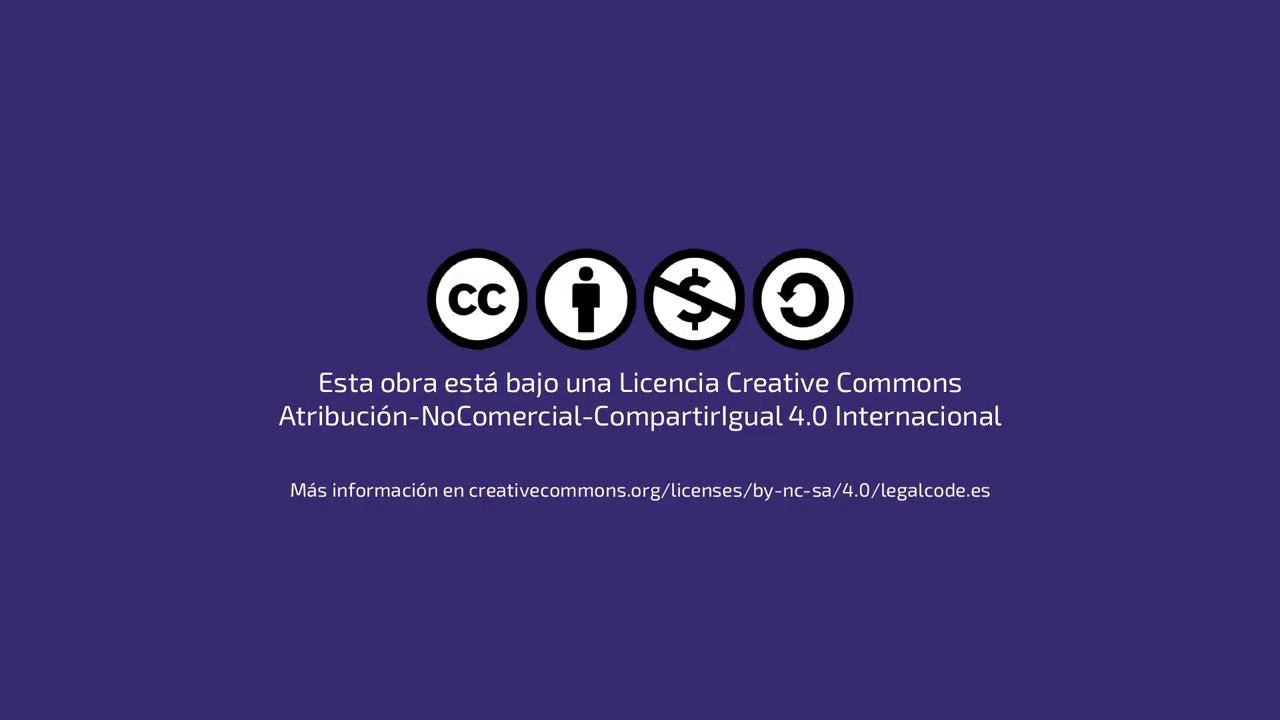 cc
Esta obra está bajo una Licencia Creative Commons
Atribución-NoComercial-CompartirIgual 4.0 Internacional
Más información en creativecommons.org/licenses/by-nc-sa/4.0/legalcode.es